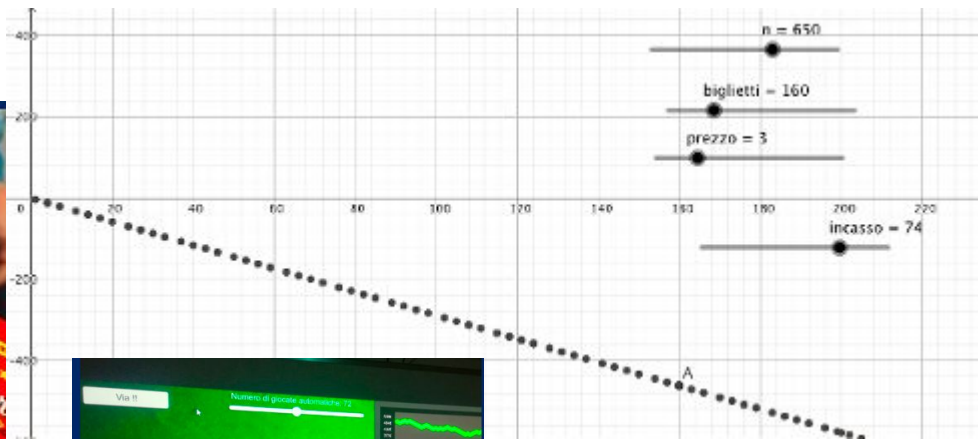 n = 650
400
biglietti = 160
200
prezzo = 3
0 20 40 60 80 100 120 140 160 180 200 220
incasso = 74
-200
-400
A
Via !!
Numero di giocate automatiche 72